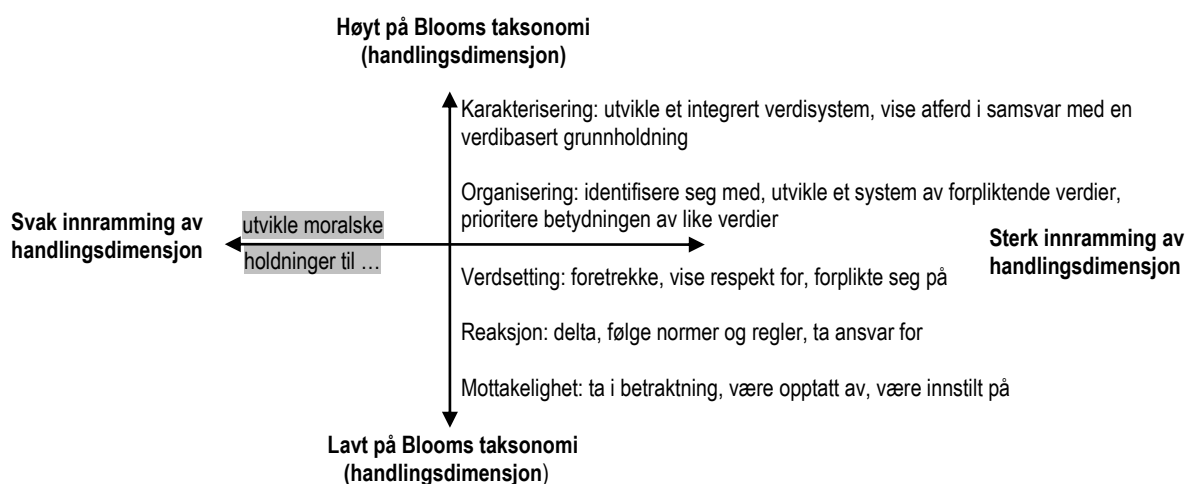 Høyt på Blooms taksonomi
(handlingsdimensjon)
Karakterisering: utvikle et integrert verdisystem, vise atferd i samsvar med en
verdibasert grunnholdning
Organisering: identifisere seg med, utvikle et system av forpliktende verdier,
prioritere betydningen av like verdier
Svak innramming av
handlingsdimensjon
utvikle moralske
holdninger til …
Sterk innramming av
handlingsdimensjon
Verdsetting: foretrekke, vise respekt for, forplikte seg på
Reaksjon: delta, følge normer og regler, ta ansvar for
Mottakelighet: ta i betraktning, være opptatt av, være innstilt på
Lavt på Blooms taksonomi
(handlingsdimensjon)